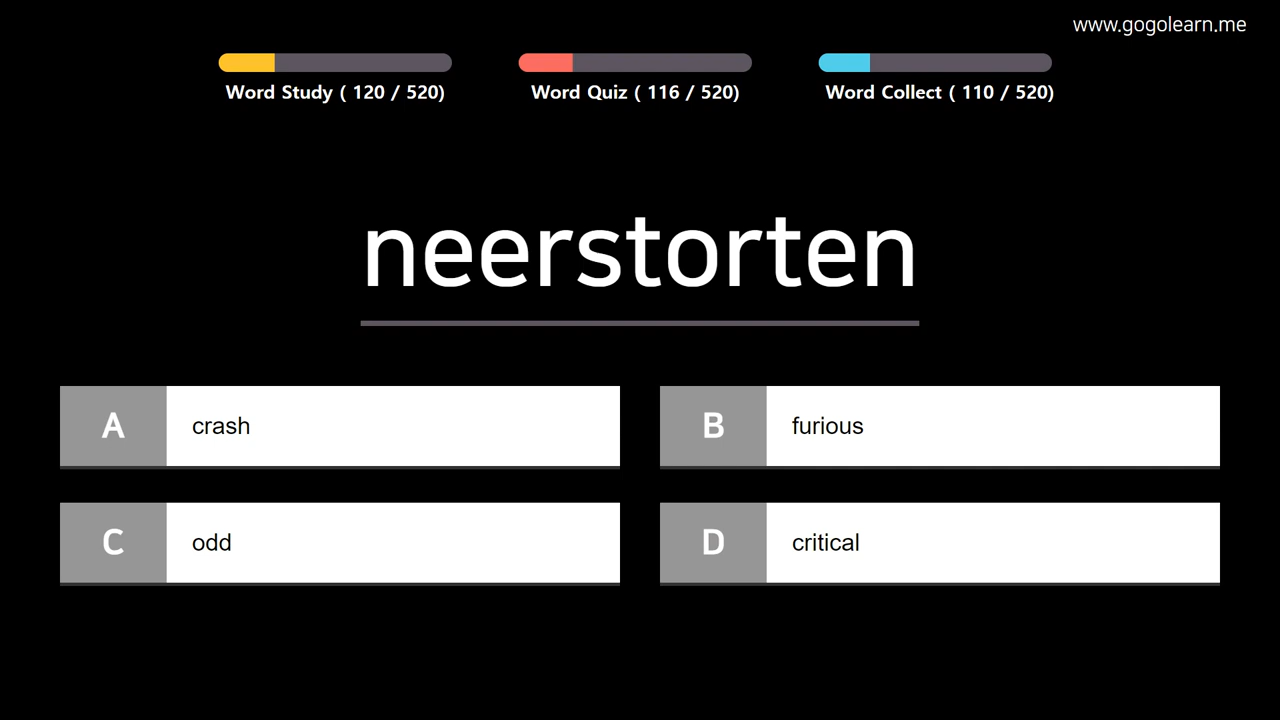 www.gogolearn.me
Word Study ( 120 / 520)
Word Quiz ( 116 / 520)
Word Collect ( 110 / 520)
neerstorten
A crash
B furious
C odd
D critical